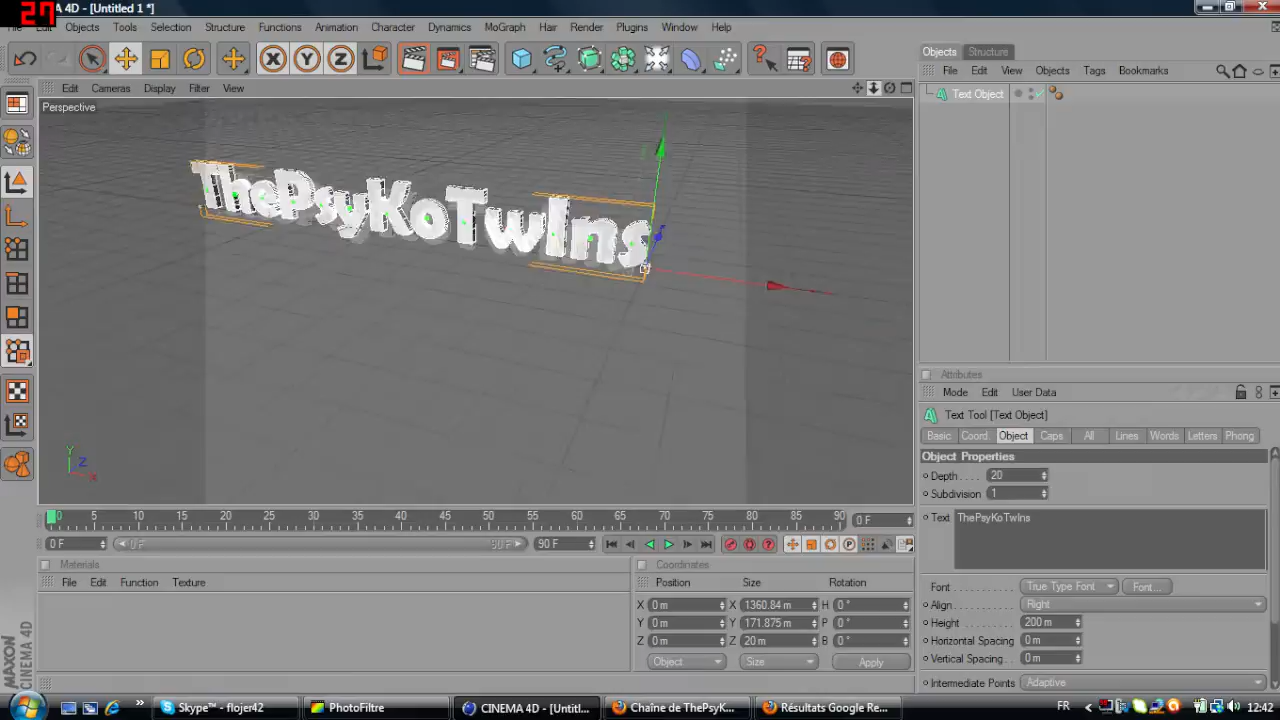 27
A 4D - [Untitled 1 *]
Edit Objects Tools Selection Structure Functions Animation Character Dynamics MoGraph Hair Render Plugins Window Help
X Y Z
Edit Cameras Display Filter View
Perspective
ThePsyKoTwIns
Y
Z
X
0 5 10 15 20 25 30 35 40 45 50 55 60 65 70 75 80 85 90 0 F
0 F 0 F 90 F 90 F
Materials
File Edit Function Texture
Coordinates
Position Size Rotation
X 0 m X 1360.84 m H 0 °
Y 0 m Y 171.875 m P 0 °
Z 0 m Z 20 m B 0 °
Object Size Apply
MAXON
CINEMA 4D
Objects Structure
File Edit View Objects Tags Bookmarks
Text Object
Attributes
Mode Edit User Data
Text Tool [Text Object]
Basic Coord. Object Caps All Lines Words Letters Phong
Object Properties
Depth . . . . 20
Subdivision 1
Text ThePsyKoTwIns
Font True Type Font Font...
Align Right
Height 200 m
Horizontal Spacing 0 m
Vertical Spacing 0 m
Intermediate Points Adaptive
Skype™ - flojer42 PhotoFiltre CINEMA 4D - [Untitl... Chaîne de ThePsyK... Résultats Google Re... FR 12:42